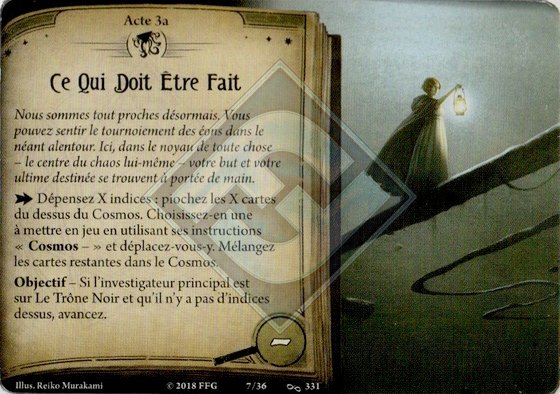 Acte 3a
Ce Qui Doit Être Fait
Nous sommes tout proches désormais. Vous
pouvez sentir le tournoiement des éons dans le
néant alentour. Ici, dans le noyau de toute chose
– le centre du chaos lui-même – votre but et votre
ultime destinée se trouvent à portée de main.
Dépensez X indices : piochez les X cartes
du dessus du Cosmos. Choisissez-en une
à mettre en jeu en utilisant ses instructions
« Cosmos – » et déplacez-vous-y. Mélangez
les cartes restantes dans le Cosmos.
Objectif – Si l'investigateur principal est
sur Le Trône Noir et qu'il n'y a pas d'indices
dessus, avancez.
–
Illus. Reiko Murakami © 2018 FFG 7/36 331